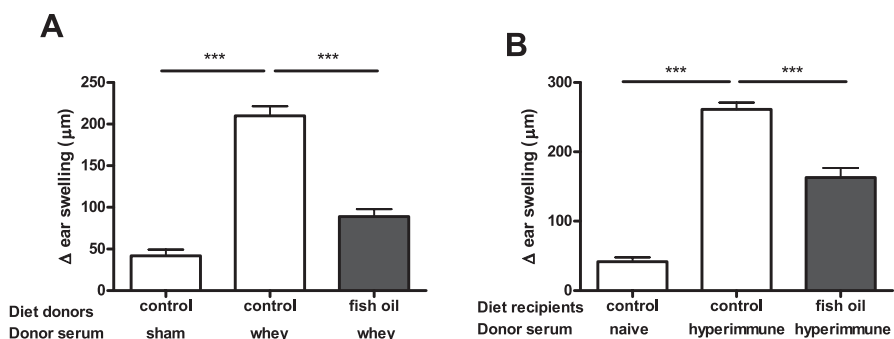 A
***
***
Δ ear swelling (μm)
250
200
150
100
50
0
Diet donors control control fish oil
Donor serum sham whey whey
B
***
***
Δ ear swelling (μm)
300
200
100
0
Diet recipients control control fish oil
Donor serum naive hyperimmune hyperimmune